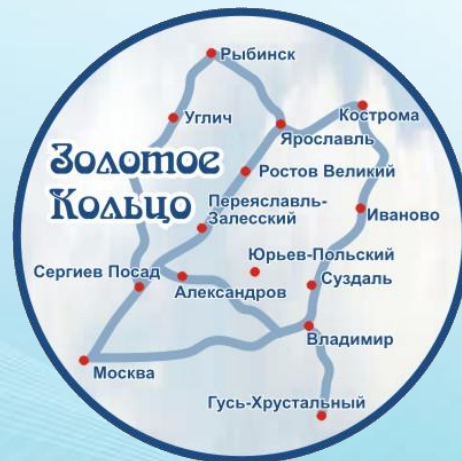 Рыбинск
Углич
Кострома
Ярославль
Золотое
Кольцо
Ростов Великий
Переяславль-
Залесский
Иваново
Юрьев-Польский
Сергиев Посад
Александров
Суздаль
Владимир
Москва
Гусь-Хрустальный